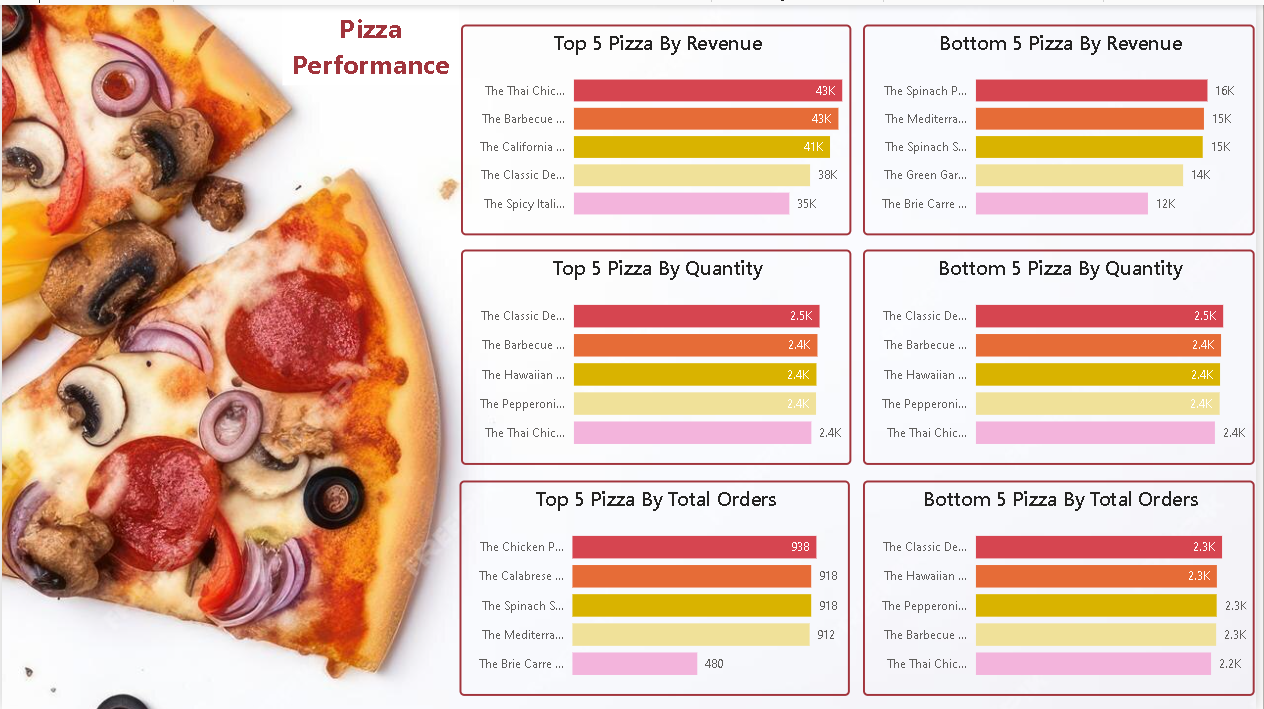 Pizza
Performance
Top 5 Pizza By Revenue
The Thai Chic... 43K
The Barbecue ... 43K
The California ... 41K
The Classic De... 38K
The Spicy Itali... 35K
Bottom 5 Pizza By Revenue
The Spinach P... 16K
The Mediterra... 15K
The Spinach S... 15K
The Green Gar... 14K
The Brie Carre ... 12K
Top 5 Pizza By Quantity
The Classic De... 2.5K
The Barbecue ... 2.4K
The Hawaiian ... 2.4K
The Pepperoni... 2.4K
The Thai Chic... 2.4K
Bottom 5 Pizza By Quantity
The Classic De... 2.5K
The Barbecue ... 2.4K
The Hawaiian ... 2.4K
The Pepperoni... 2.4K
The Thai Chic... 2.4K
Top 5 Pizza By Total Orders
The Chicken P... 938
The Calabrese ... 918
The Spinach S... 918
The Mediterra... 912
The Brie Carre ... 480
Bottom 5 Pizza By Total Orders
The Classic De... 2.3K
The Hawaiian ... 2.3K
The Pepperoni... 2.3K
The Barbecue ... 2.3K
The Thai Chic... 2.2K